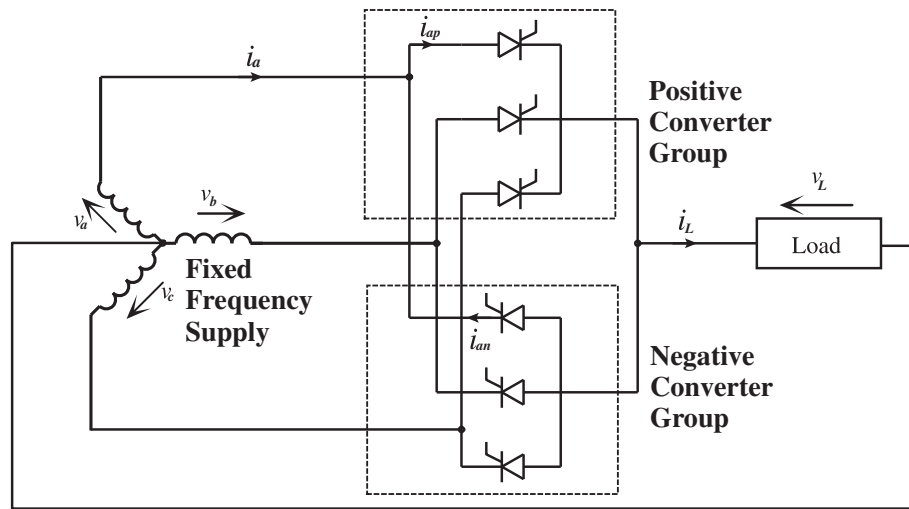 i_ap
i_a
Positive
Converter
Group
v_b
v_a
v_L
i_L
Load
Fixed
Frequency
Supply
v_c
i_an
Negative
Converter
Group